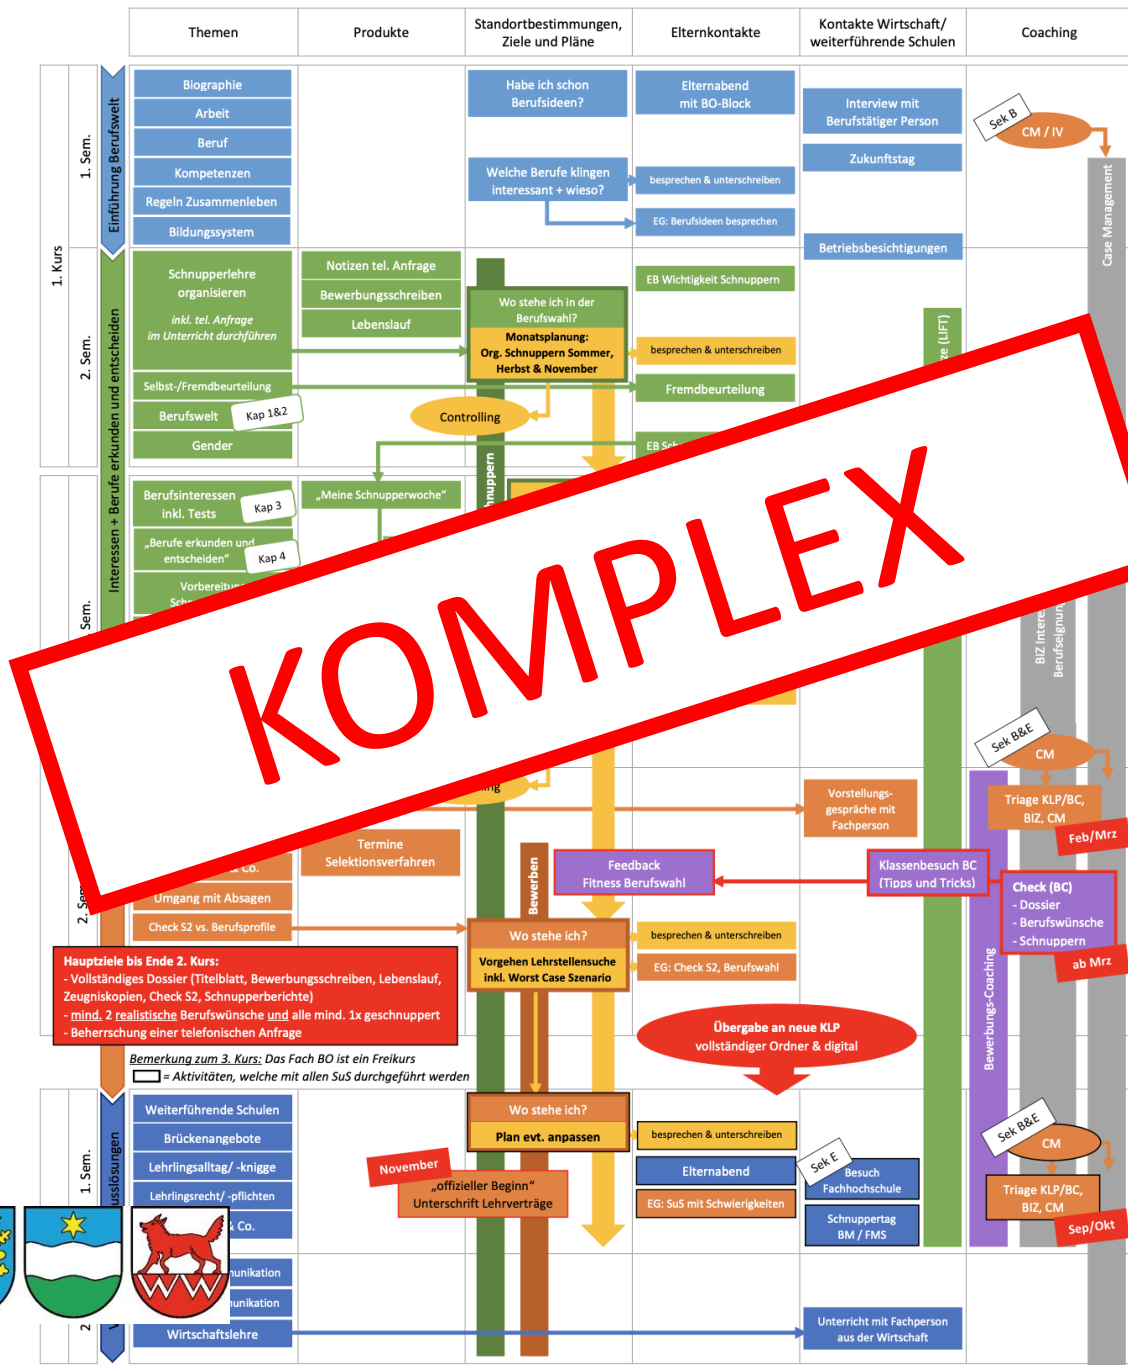 Themen
Produkte
Standortbestimmungen,
Ziele und Pläne
Elternkontakte
Kontakte Wirtschaft/
weiterführende Schulen
Coaching
1. Kurs
1. Sem.
Einführung Berufswelt
Biographie
Arbeit
Beruf
Kompetenzen
Regeln Zusammenleben
Bildungssystem
Habe ich schon
Berufsideen?
Welche Berufe klingen
interessant + wieso?
Elternabend
mit BO-Block
besprechen & unterschreiben
EG: Berufsideen besprechen
Interview mit
Berufstätiger Person
Zukunftstag
Betriebsbesichtigungen
Sek B
CM / IV
Case Management
2. Sem.
Interessen + Berufe erkunden und entscheiden
Schnupperlehre
organisieren
inkl. tel. Anfrage
im Unterricht durchführen
Selbst-/Fremdbeurteilung
Berufswelt
Kap 1&2
Gender
Notizen tel. Anfrage
Bewerbungsschreiben
Lebenslauf
Wo stehe ich in der
Berufswahl?
Monatsplanung:
Org. Schnuppern Sommer,
Herbst & November
Controlling
EB Wichtigkeit Schnuppern
besprechen & unterschreiben
Fremdbeurteilung
EB
(LIFT)
Sem.
Berufsinteressen
inkl. Tests
Kap 3
„Berufe erkunden und
entscheiden“
Kap 4
„Meine Schnupperwoche“
KOMPLEX
BIZ
Sek B&E
CM
Triage KLP/BC,
BIZ, CM
Feb/Mrz
Vorstellungs-
gespräche mit
Fachperson
Termine
Selektionsverfahren
& Co.
Umgang mit Absagen
Check S2 vs. Berufsprofile
Bewerben
Feedback
Fitness Berufswahl
Klassenbesuch BC
(Tipps und Tricks)
Check (BC)
- Dossier
- Berufswünsche
- Schnuppern
ab Mrz
Bewerbungs-Coaching
Wo stehe ich?
Vorgehen Lehrstellensuche
inkl. Worst Case Szenario
besprechen & unterschreiben
EG: Check S2, Berufswahl
Hauptziele bis Ende 2. Kurs:
- Vollständiges Dossier (Titelblatt, Bewerbungsschreiben, Lebenslauf,
Zeugniskopien, Check S2, Schnupperberichte)
- mind. 2 realistische Berufswünsche und alle mind. 1x geschnuppert
- Beherrschung einer telefonischen Anfrage
Übergabe an neue KLP
vollständiger Ordner & digital
Bemerkung zum 3. Kurs: Das Fach BO ist ein Freikurs
= Aktivitäten, welche mit allen SuS durchgeführt werden
1. Sem.
Weiterführende Schulen
Brückenangebote
Lehrlingsalltag/ -knigge
Lehrlingsrecht/ -pflichten
& Co.
Wo stehe ich?
Plan evt. anpassen
November
„offizieller Beginn“
Unterschrift Lehrverträge
besprechen & unterschreiben
Elternabend
EG: SuS mit Schwierigkeiten
Sek E
Besuch
Fachhochschule
Schnuppertag
BM / FMS
Sek B&E
CM
Triage KLP/BC,
BIZ, CM
Sep/Okt
Wirtschaftslehre
Unterricht mit Fachperson
aus der Wirtschaft